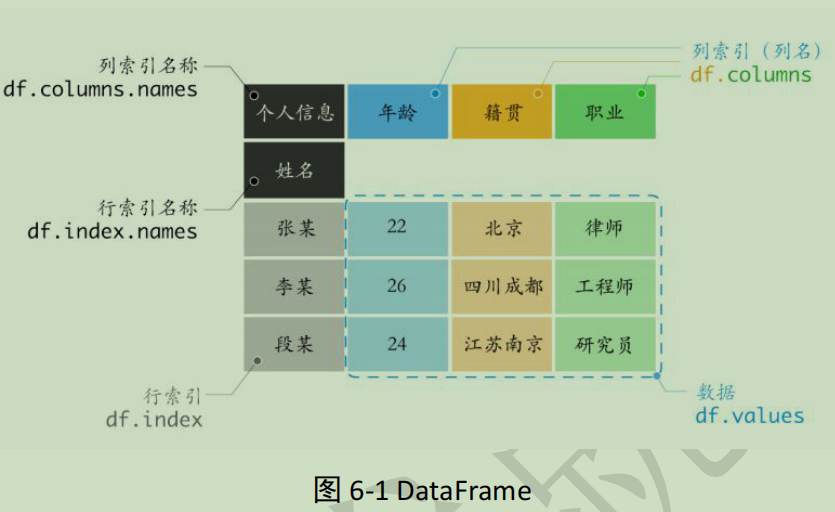 列索引名称
df.columns.names
列索引（列名）
df.columns
个人信息 年龄 籍贯 职业
姓名
行索引名称
df.index.names
张某 22 北京 律师
李某 26 四川成都 工程师
段某 24 江苏南京 研究员
行索引
df.index
数据
df.values
图 6-1 DataFrame